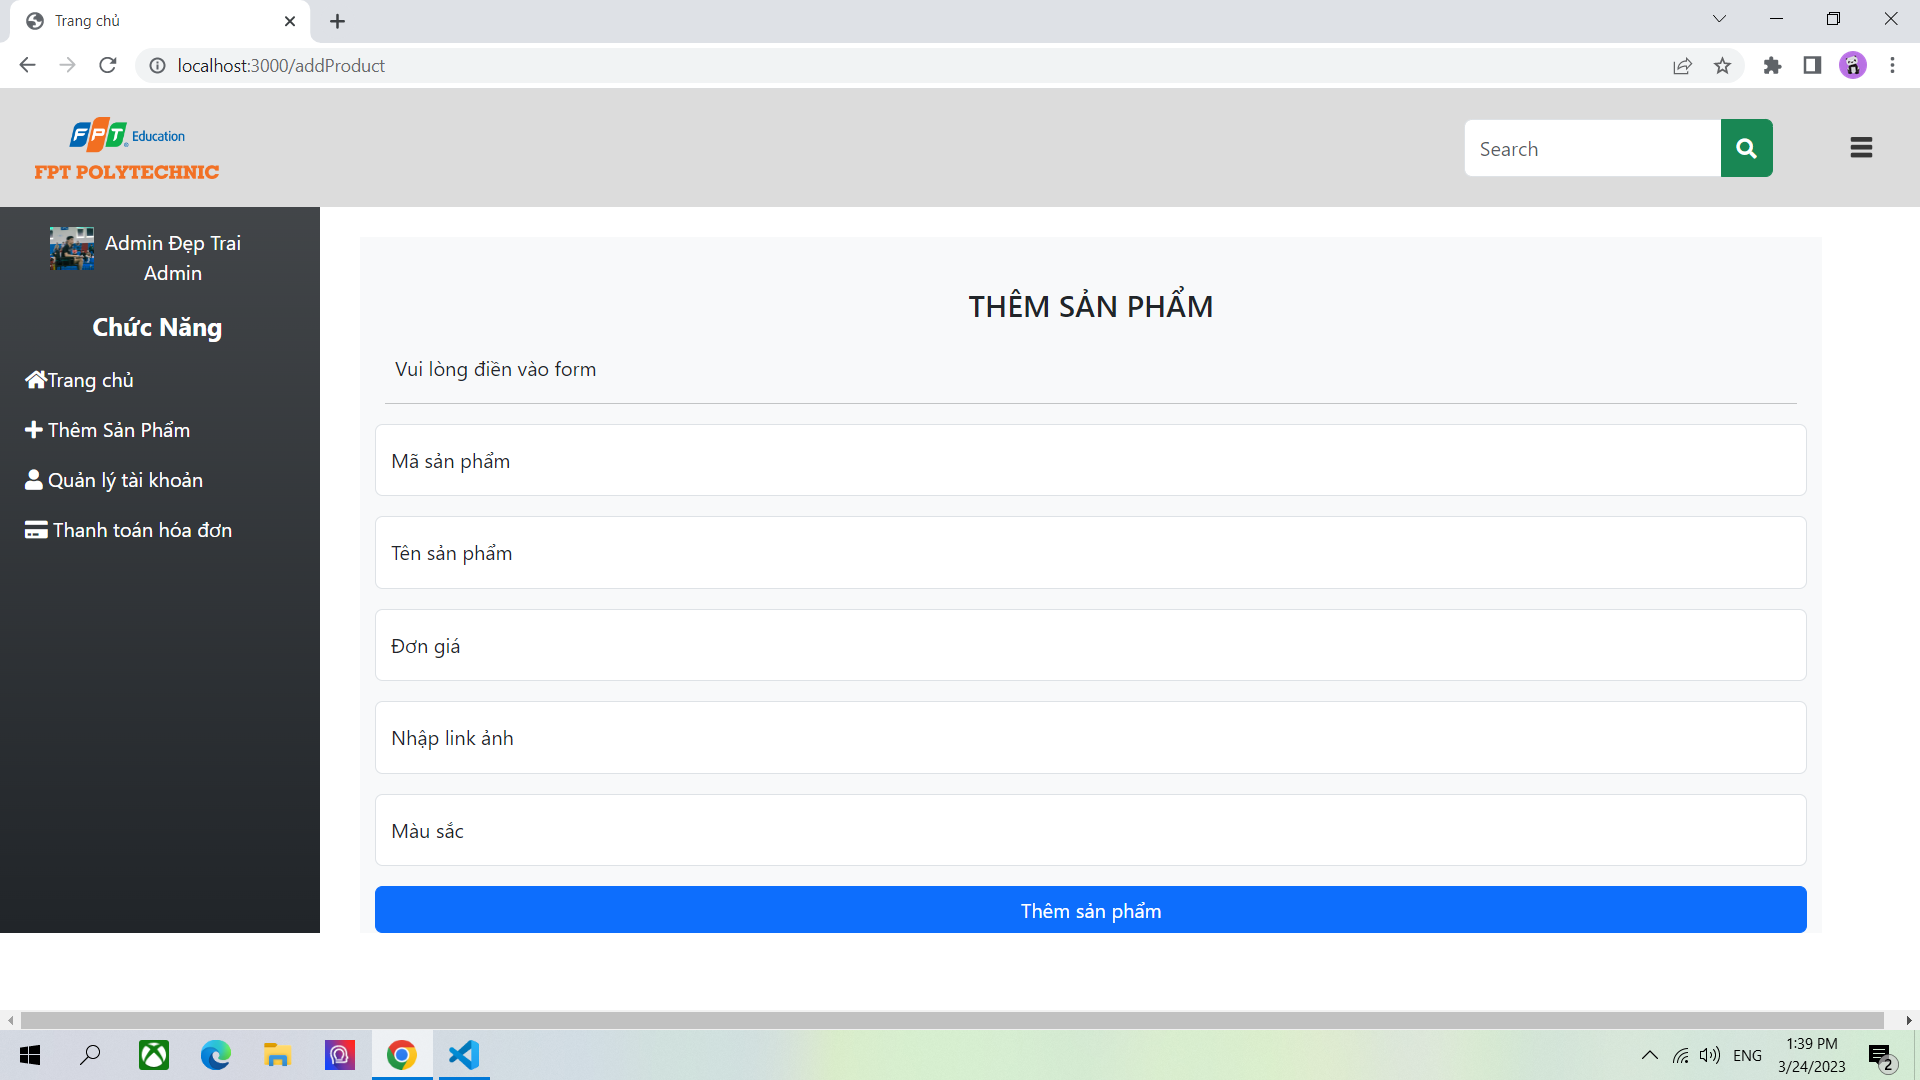 Trang chủ
localhost:3000/addProduct
FPT Education
FPT POLYTECHNIC
Search
Admin Đẹp Trai
Admin
Chức Năng
Trang chủ
Thêm Sản Phẩm
Quản lý tài khoản
Thanh toán hóa đơn
THÊM SẢN PHẨM
Vui lòng điền vào form
Mã sản phẩm
Tên sản phẩm
Đơn giá
Nhập link ảnh
Màu sắc
Thêm sản phẩm
ENG
1:39 PM
3/24/2023
2